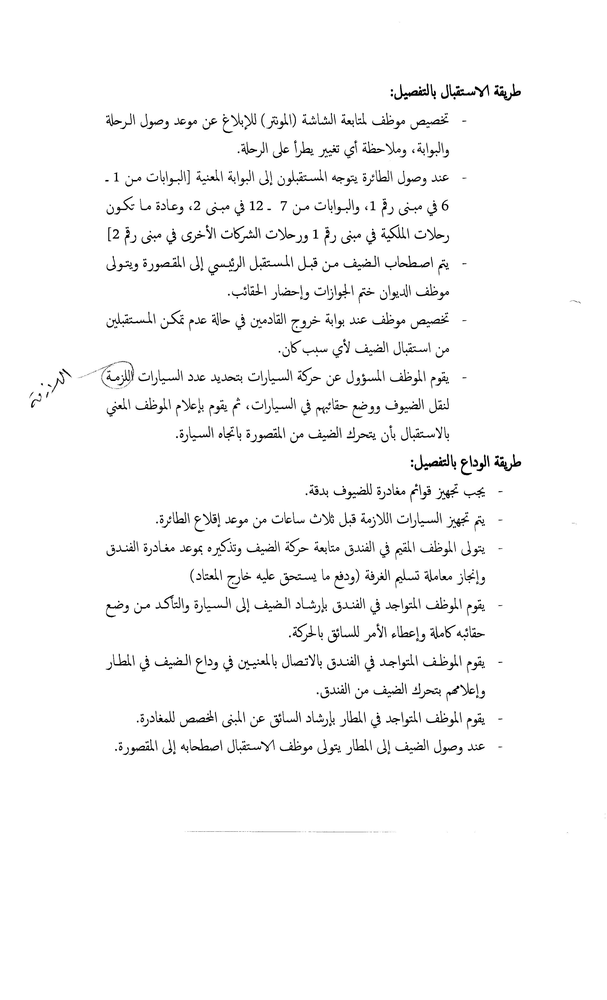 طريقة الاستقبال بالتفصيل:
- تخصيص موظف لمتابعة الشاشة (المونتر) للإبلاغ عن موعد وصول الرحلة
والبوابة، وملاحظة أي تغيير يطرأ على الرحلة.
- عند وصول الطائرة يتوجه المستقبلون إلى البوابة المعنية [البوابات من 1 ـ
6 في مبنى رقم 1، والبوابات من 7 ـ 12 في مبنى 2، وعادة ما تكون
رحلات الملكية في مبنى رقم 1 ورحلات الشركات الأخرى في مبنى رقم 2]
- يتم اصطحاب الضيف من قبل المستقبل الرئيسي إلى المقصورة ويتولى
موظف الديوان ختم الجوازات وإحضار الحقائب.
- تخصيص موظف عند بوابة خروج القادمين في حالة عدم تمكن المستقبلين
من استقبال الضيف لأي سبب كان.
- يقوم الموظف المسؤول عن حركة السيارات بتحديد عدد السيارات اللزمة
اللازمة
لنقل الضيوف ووضع حقائبهم في السيارات، ثم يقوم بإعلام الموظف المعني
بالاستقبال بأن يتحرك الضيف من المقصورة باتجاه السيارة.
طريقة الوداع بالتفصيل:
- يجب تجهيز قوائم مغادرة للضيوف بدقة.
- يتم تجهيز السيارات اللازمة قبل ثلاث ساعات من موعد إقلاع الطائرة.
- يتولى الموظف المقيم في الفندق متابعة حركة الضيف وتذكيره بموعد مغادرة الفندق
وإنجاز معاملة تسليم الغرفة (ودفع ما يستحق عليه خارج المعتاد)
- يقوم الموظف المتواجد في الفندق بإرشاد الضيف إلى السيارة والتأكد من وضع
حقائبه كاملة وإعطاء الأمر للسائق بالحركة.
- يقوم الموظف المتواجد في الفندق بالاتصال بالمعنيين في وداع الضيف في المطار
وإعلامهم بتحرك الضيف من الفندق.
- يقوم الموظف المتواجد في المطار بإرشاد السائق عن المبنى المخصص للمغادرة.
- عند وصول الضيف إلى المطار يتولى موظف الاستقبال اصطحابه إلى المقصورة.